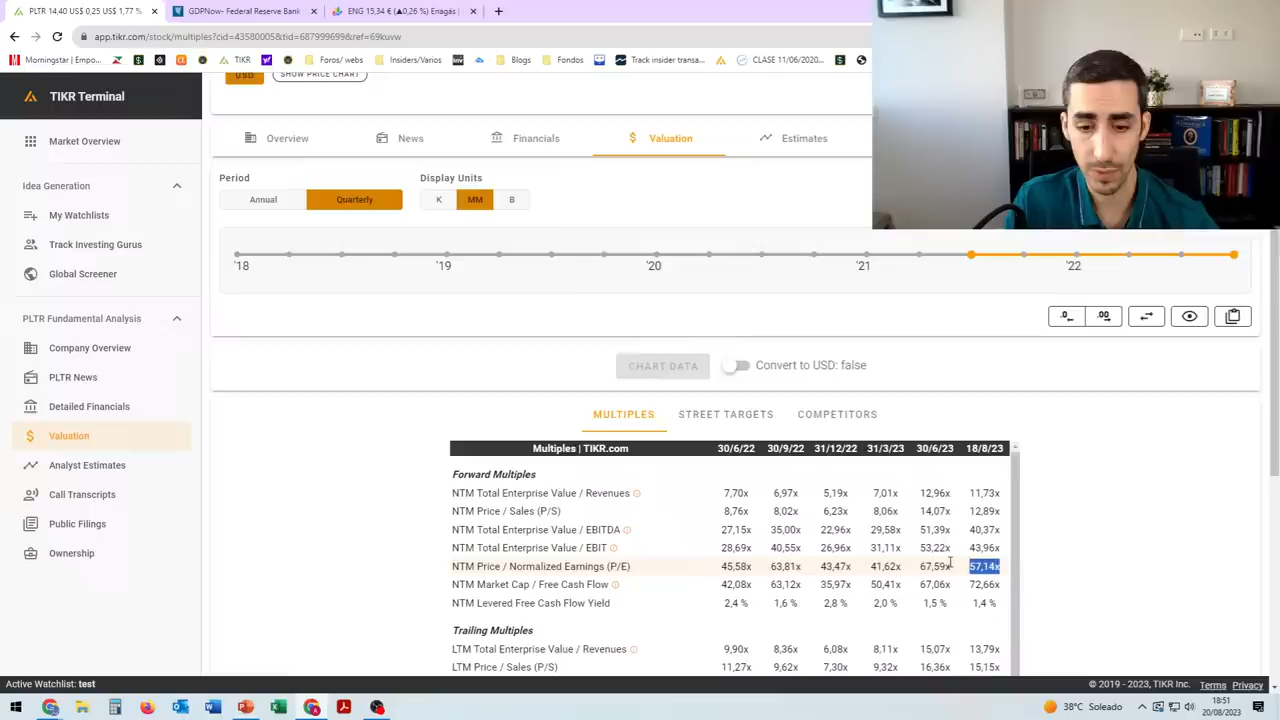 PLTR 14,40 US$ 0,25 US$ 1,77 %
GDPNow- Federal Reserve Bank
ENG 15:34 € (▲0,26 %) Enagás
app.tikr.com/stock/multiples?cid=43580005&tid=687999699&ref=69kuvw
Morningstar | Empo...
TIKR
Foros/ webs
Insiders/Varios
Blogs
Fondos
Track insider transa...
CLASE 11/06/2020...
TIKR Terminal
USD
SHOW PRICE CHART
Market Overview
Overview
News
Financials
Valuation
Estimates
Idea Generation
My Watchlists
Track Investing Gurus
Global Screener
Period
Display Units
Annual
Quarterly
K
MM
B
'18
'19
'20
'21
'22
PLTR Fundamental Analysis
.0
.00
Company Overview
PLTR News
Detailed Financials
Valuation
Analyst Estimates
Call Transcripts
Public Filings
Ownership
CHART DATA
Convert to USD: false
MULTIPLES
STREET TARGETS
COMPETITORS
Multiples | TIKR.com 30/6/22 30/9/22 31/12/22 31/3/23 30/6/23 18/8/23
Forward Multiples
NTM Total Enterprise Value / Revenues 7,70x 6,97x 5,19x 7,01x 12,96x 11,73x
NTM Price / Sales (P/S) 8,76x 8,02x 6,23x 8,06x 14,07x 12,89x
NTM Total Enterprise Value / EBITDA 27,15x 35,00x 22,96x 29,58x 51,39x 40,37x
NTM Total Enterprise Value / EBIT 28,69x 40,55x 26,96x 31,11x 53,22x 43,96x
NTM Price / Normalized Earnings (P/E) 45,58x 63,81x 43,47x 41,62x 67,59x 57,14x
NTM Market Cap / Free Cash Flow 42,08x 63,12x 35,97x 50,41x 67,06x 72,66x
NTM Levered Free Cash Flow Yield 2,4 % 1,6 % 2,8 % 2,0 % 1,5 % 1,4 %
Trailing Multiples
LTM Total Enterprise Value / Revenues 9,90x 8,36x 6,08x 8,11x 15,07x 13,79x
LTM Price / Sales (P/S) 11,27x 9,62x 7,30x 9,32x 16,36x 15,15x
Active Watchlist: test
© 2019 - 2023, TIKR Inc. Terms Privacy
38°C Soleado
18:51
20/08/2023